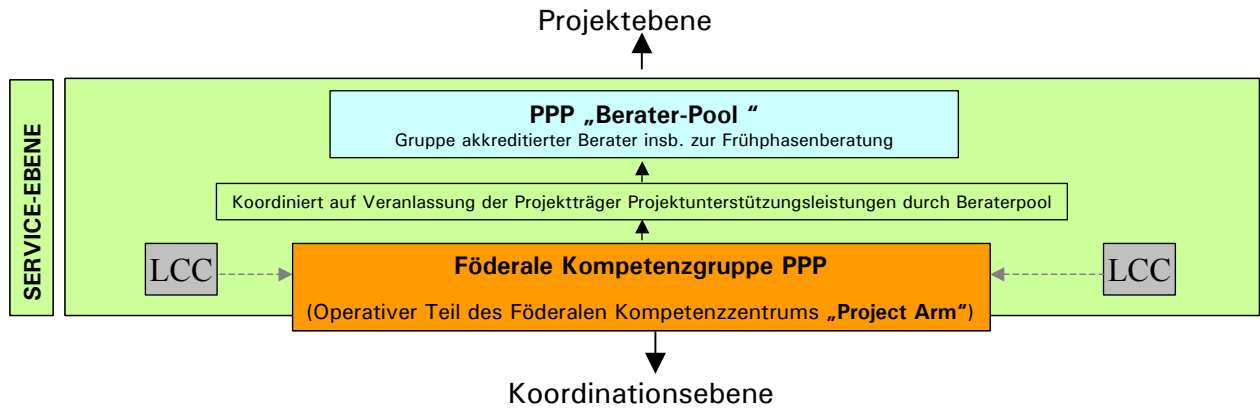 Projektebene
SERVICE-EBENE
PPP „Berater-Pool “
Gruppe akkreditierter Berater insb. zur Frühphasenberatung
Koordiniert auf Veranlassung der Projektträger Projektunterstützungsleistungen durch Beraterpool
LCC
Föderale Kompetenzgruppe PPP
(Operativer Teil des Föderalen Kompetenzzentrums „Project Arm“)
LCC
Koordinationsebene